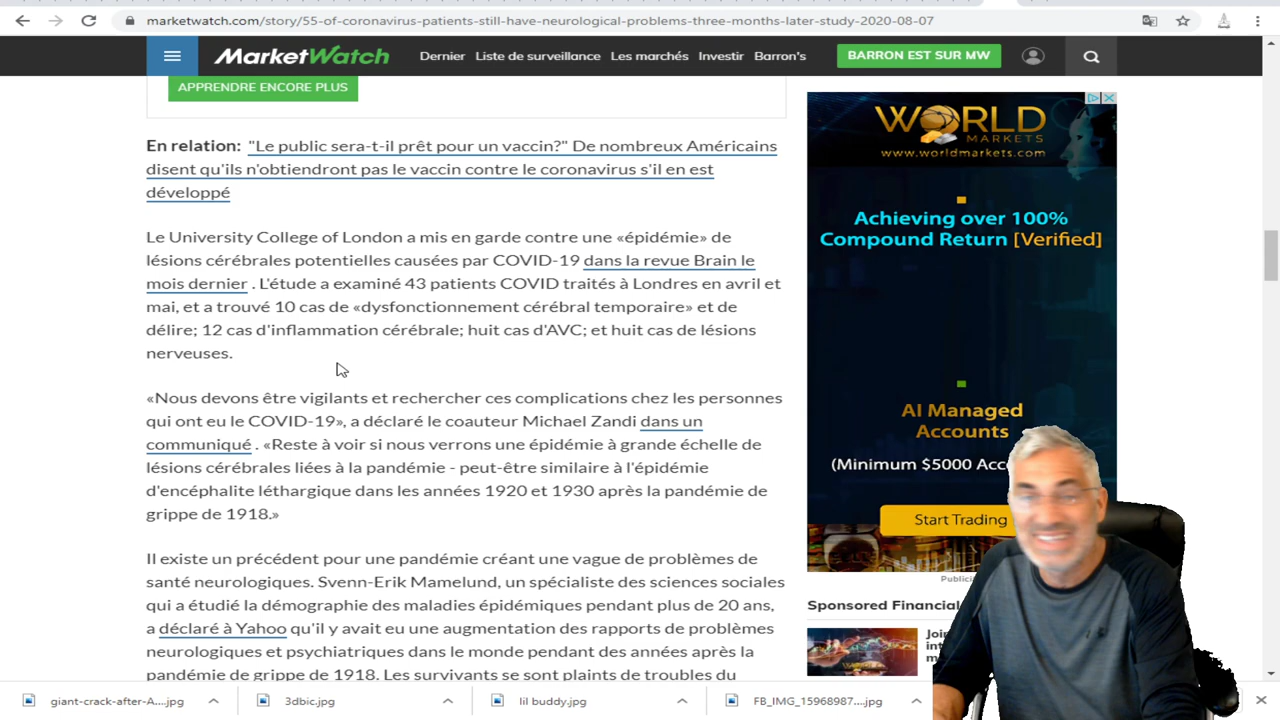 marketwatch.com/story/55-of-coronavirus-patients-still-have-neurological-problems-three-months-later-study-2020-08-07
MarketWatch
Dernier
Liste de surveillance
Les marchés
Investir
Barron's
BARRON EST SUR MW
APPRENDRE ENCORE PLUS
En relation: "Le public sera-t-il prêt pour un vaccin?" De nombreux Américains
disent qu'ils n'obtiendront pas le vaccin contre le coronavirus s'il en est
développé
Le University College of London a mis en garde contre une «épidémie» de
lésions cérébrales potentielles causées par COVID-19 dans la revue Brain le
mois dernier . L'étude a examiné 43 patients COVID traités à Londres en avril et
mai, et a trouvé 10 cas de «dysfonctionnement cérébral temporaire» et de
délire; 12 cas d'inflammation cérébrale; huit cas d'AVC; et huit cas de lésions
nerveuses.
«Nous devons être vigilants et rechercher ces complications chez les personnes
qui ont eu le COVID-19», a déclaré le coauteur Michael Zandi dans un
communiqué . «Reste à voir si nous verrons une épidémie à grande échelle de
lésions cérébrales liées à la pandémie - peut-être similaire à l'épidémie
d'encéphalite léthargique dans les années 1920 et 1930 après la pandémie de
grippe de 1918.»
Il existe un précédent pour une pandémie créant une vague de problèmes de
santé neurologiques. Svenn-Erik Mamelund, un spécialiste des sciences sociales
qui a étudié la démographie des maladies épidémiques pendant plus de 20 ans,
a déclaré à Yahoo qu'il y avait eu une augmentation des rapports de problèmes
neurologiques et psychiatriques dans le monde pendant des années après la
pandémie de grippe de 1918. Les survivants se sont plaints de troubles du
WORLD
MARKETS
www.worldmarkets.com
Achieving over 100%
Compound Return [Verified]
AI Managed
Accounts
(Minimum $5000
Start Trading
Sponsored Financial
giant-crack-after-A....jpg
3dbic.jpg
lil buddy.jpg
FB_IMG_15968987....jpg